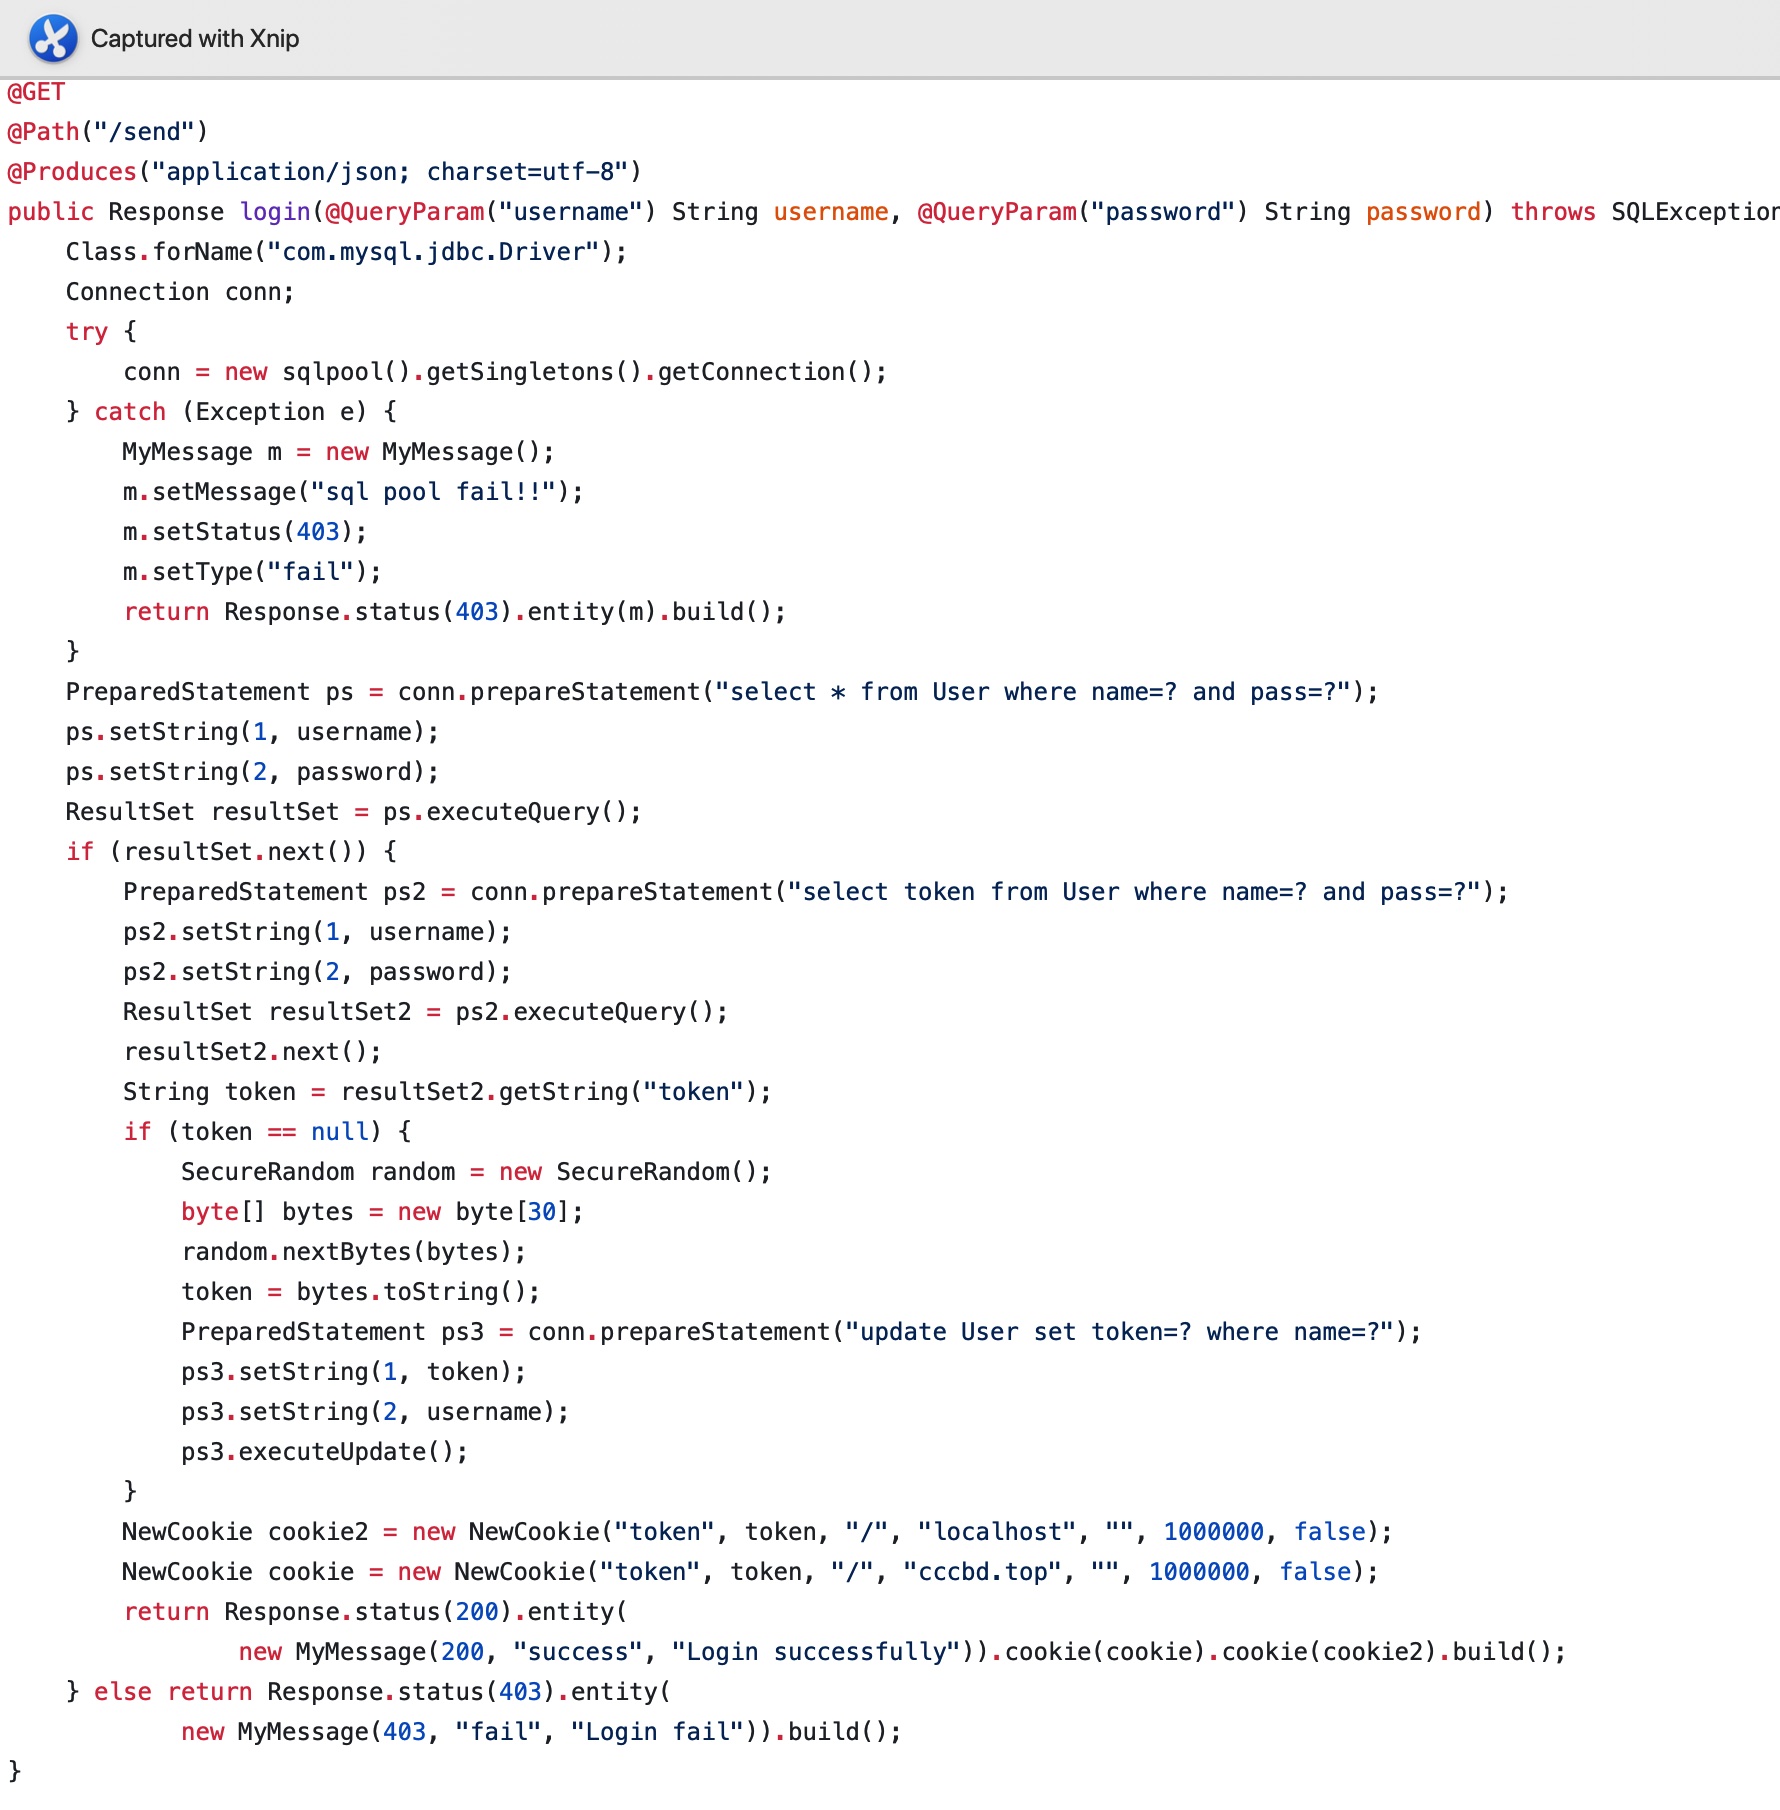 Captured with Xnip
@GET
@Path("/send")
@Produces("application/json; charset=utf-8")
public Response login(@QueryParam("username") String username, @QueryParam("password") String password) throws SQLException
    Class.forName("com.mysql.jdbc.Driver");
    Connection conn;
    try {
        conn = new sqlpool().getSingletons().getConnection();
    } catch (Exception e) {
        MyMessage m = new MyMessage();
        m.setMessage("sql pool fail!!");
        m.setStatus(403);
        m.setType("fail");
        return Response.status(403).entity(m).build();
    }
    PreparedStatement ps = conn.prepareStatement("select * from User where name=? and pass=?");
    ps.setString(1, username);
    ps.setString(2, password);
    ResultSet resultSet = ps.executeQuery();
    if (resultSet.next()) {
        PreparedStatement ps2 = conn.prepareStatement("select token from User where name=? and pass=?");
        ps2.setString(1, username);
        ps2.setString(2, password);
        ResultSet resultSet2 = ps2.executeQuery();
        resultSet2.next();
        String token = resultSet2.getString("token");
        if (token == null) {
            SecureRandom random = new SecureRandom();
            byte[] bytes = new byte[30];
            random.nextBytes(bytes);
            token = bytes.toString();
            PreparedStatement ps3 = conn.prepareStatement("update User set token=? where name=?");
            ps3.setString(1, token);
            ps3.setString(2, username);
            ps3.executeUpdate();
        }
        NewCookie cookie2 = new NewCookie("token", token, "/", "localhost", "", 1000000, false);
        NewCookie cookie = new NewCookie("token", token, "/", "cccbd.top", "", 1000000, false);
        return Response.status(200).entity(
                new MyMessage(200, "success", "Login successfully")).cookie(cookie).cookie(cookie2).build();
    } else return Response.status(403).entity(
            new MyMessage(403, "fail", "Login fail")).build();
}